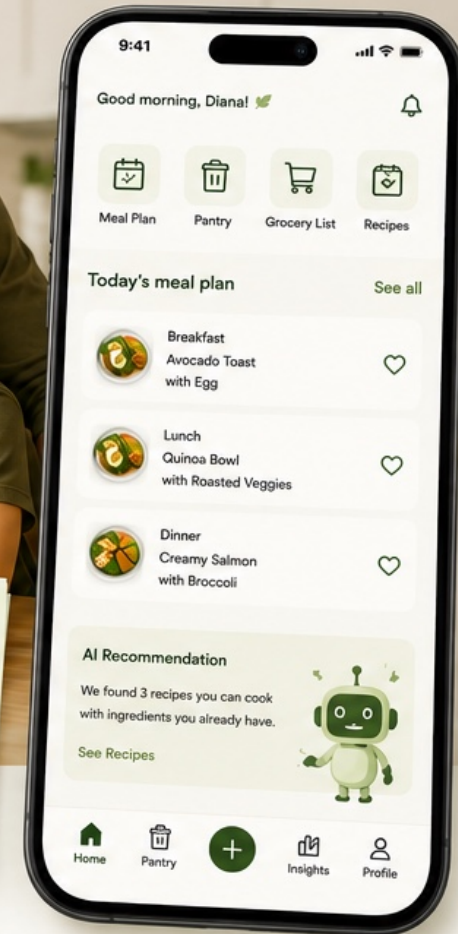 9:41
Good morning, Diana!
Meal Plan
Pantry
Grocery List
Recipes
Today's meal plan
See all
Breakfast
Avocado Toast
with Egg
Lunch
Quinoa Bowl
with Roasted Veggies
Dinner
Creamy Salmon
with Broccoli
AI Recommendation
We found 3 recipes you can cook
with ingredients you already have.
See Recipes
Home
Pantry
Insights
Profile